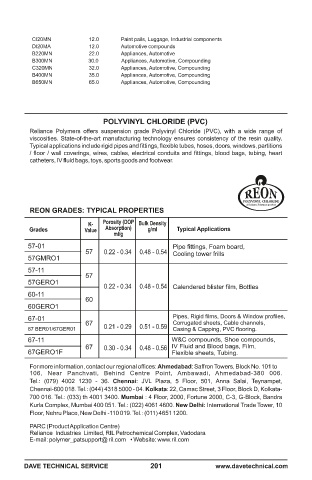 CI20MN 12.0 Paint pails, Luggage, Industrial components
DI20MA 12.0 Automotive compounds
B220MN 22.0 Appliances, Automotive
B300MN 30.0 Appliances, Automotive, Compounding
C320MN 32.0 Appliances, Automotive, Compounding
B400MN 35.0 Appliances, Automotive, Compounding
B650MN 65.0 Appliances, Automotive, Compounding
POLYVINYL CHLORIDE (PVC)
Reliance Polymers offers suspension grade Polyvinyl Chloride (PVC), with a wide range of
viscosities. State-of-the-art manufacturing technology ensures consistency of the resin quality.
Typical applications include rigid pipes and fittings, flexible tubes, hoses, doors, windows, partitions
/ floor / wall coverings, wires, cables, electrical conduits and fittings, blood bags, tubing, heart
catheters, IV fluid bags, toys, sports goods and footwear.
REON
POLYVINYL CHLORIDE
REON GRADES: TYPICAL PROPERTIES
Grades K-Value Porosity (DOP Absorption) ml/g Bulk Density g/ml Typical Applications
57-01
57GMRO1 57 0.22 - 0.34 0.48 - 0.54 Pipe fittings, Foam board,
Cooling tower frills
57-11
57GERO1 57
60-11
60GERO1 60 0.22 - 0.34 0.48 - 0.54 Calendered blister film, Bottles
67-01
67 BER01/67GER01 67 0.21 - 0.29 0.51 - 0.59 Pipes, Rigid films, Doors & Window profiles,
Corrugated sheets, Cable channels,
Casing & Capping, PVC flooring.
67-11
67GERO1F 67 0.30 - 0.34 0.48 - 0.56 W&C compounds, Shoe compounds,
IV Fluid and Blood bags, Film,
Flexible sheets, Tubing.
For more information, contact our regional offices: Ahmedabad: Saffron Towers. Block No. 101 to
106, Near Panchvati, Behind Centre Point, Ambawadi, Ahmedabad-380 006.
Tel.: (079) 4002 1230 - 36. Chennai: JVL Plaza, 5 Floor, 501, Anna Salai, Teynampet,
Chennai-600 018. Tel.: (044) 4318 5000 - 04. Kolkata: 22, Camac Street, 3 Floor, Block D, Kolkata-
700 016. Tel.: (033) th 4001 3400. Mumbai : 4 Floor, 2000, Fortune 2000, C-3, G-Block, Bandra
Kurla Complex, Mumbai 400 051. Tel.: (022) 4061 4600. New Delhi: International Trade Tower, 10
Floor, Nehru Place, New Delhi -110 019. Tel.: (011) 4651 1200.
PARC (Product Application Centre)
Reliance Industries Limited, RIL Petrochemical Complex, Vadodara
E-mail: polymer_patsupport@ ril.com • Website: www.ril.com
DAVE TECHNICAL SERVICE 201 www.davetechnical.com